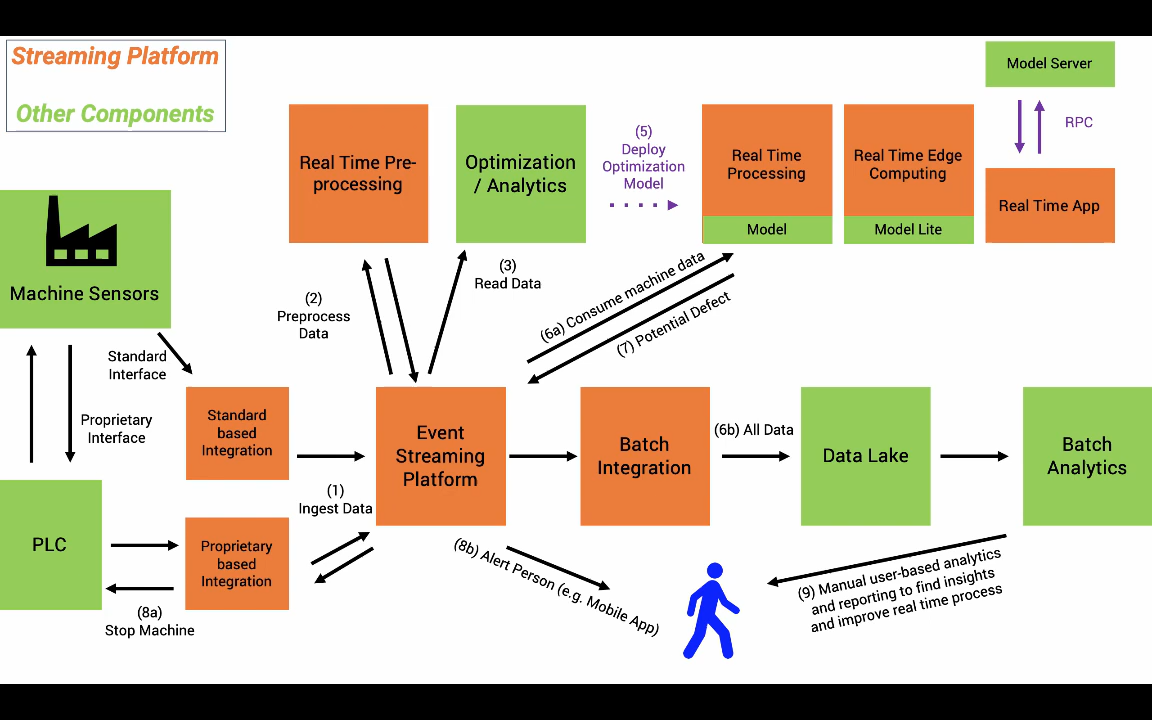 Streaming Platform
Other Components
Model Server
RPC
Real Time App
Real Time Pre-
processing
Optimization
/ Analytics
(5)
Deploy
Optimization
Model
Real Time
Processing
Model
Real Time Edge
Computing
Model Lite
Machine Sensors
(2)
Preprocess
Data
(3)
Read Data
(6a) Consume machine data
(7) Potential Defect
Standard
Interface
Proprietary
Interface
Standard
based
Integration
Event
Streaming
Platform
Batch
Integration
(6b) All Data
Data Lake
Batch
Analytics
(1)
Ingest Data
PLC
Proprietary
based
Integration
(8a)
Stop Machine
(8b) Alert Person (e.g. Mobile App)
(9) Manual user-based analytics
and reporting to find insights
and improve real time process